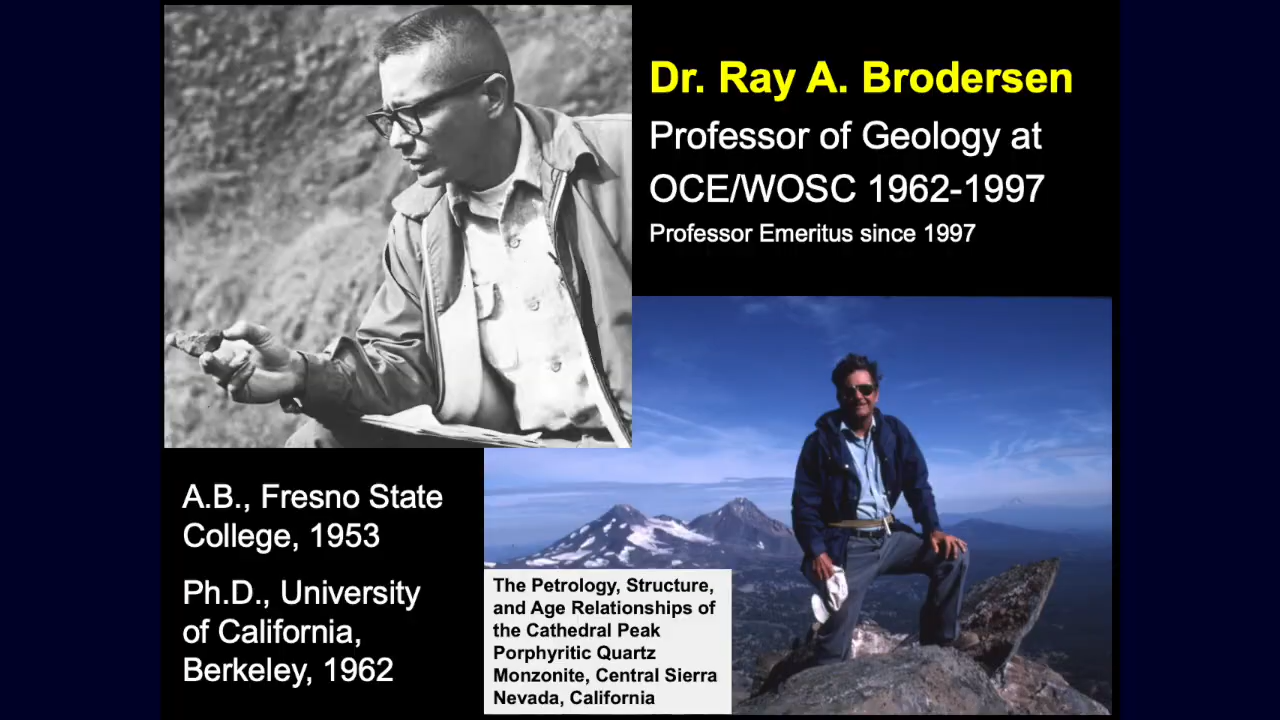 Dr. Ray A. Brodersen
Professor of Geology at
OCE/WOSC 1962-1997
Professor Emeritus since 1997
A.B., Fresno State
College, 1953
Ph.D., University
of California,
Berkeley, 1962
The Petrology, Structure,
and Age Relationships of
the Cathedral Peak
Porphyritic Quartz
Monzonite, Central Sierra
Nevada, California